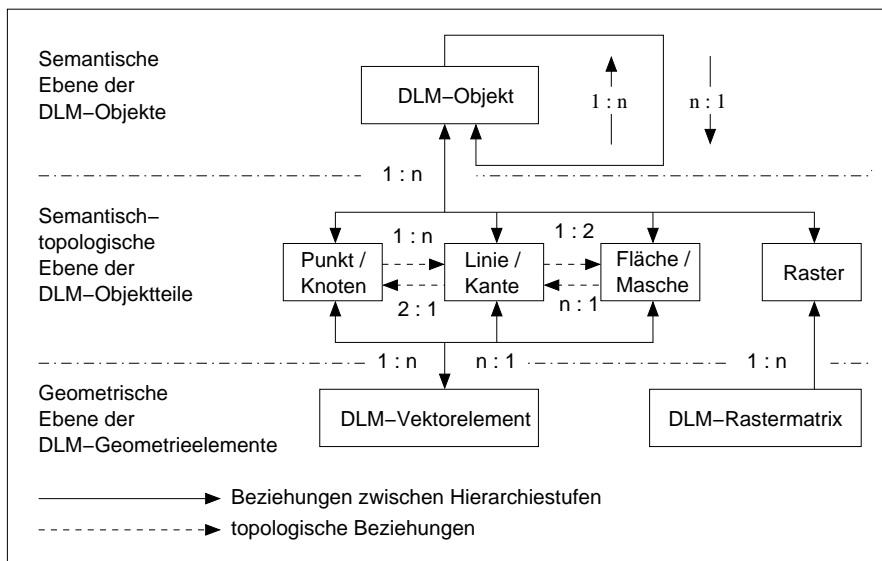 Semantische
Ebene der
DLM–Objekte
DLM–Objekt
1 : n
n : 1
1 : n
Semantisch–
topologische
Ebene der
DLM–Objektteile
Punkt /
Knoten
1 : n
2 : 1
Linie /
Kante
1 : 2
n : 1
Fläche /
Masche
Raster
1 : n
n : 1
1 : n
Geometrische
Ebene der
DLM–Geometrieelemente
DLM–Vektorelement
DLM–Rastermatrix
Beziehungen zwischen Hierarchiestufen
topologische Beziehungen